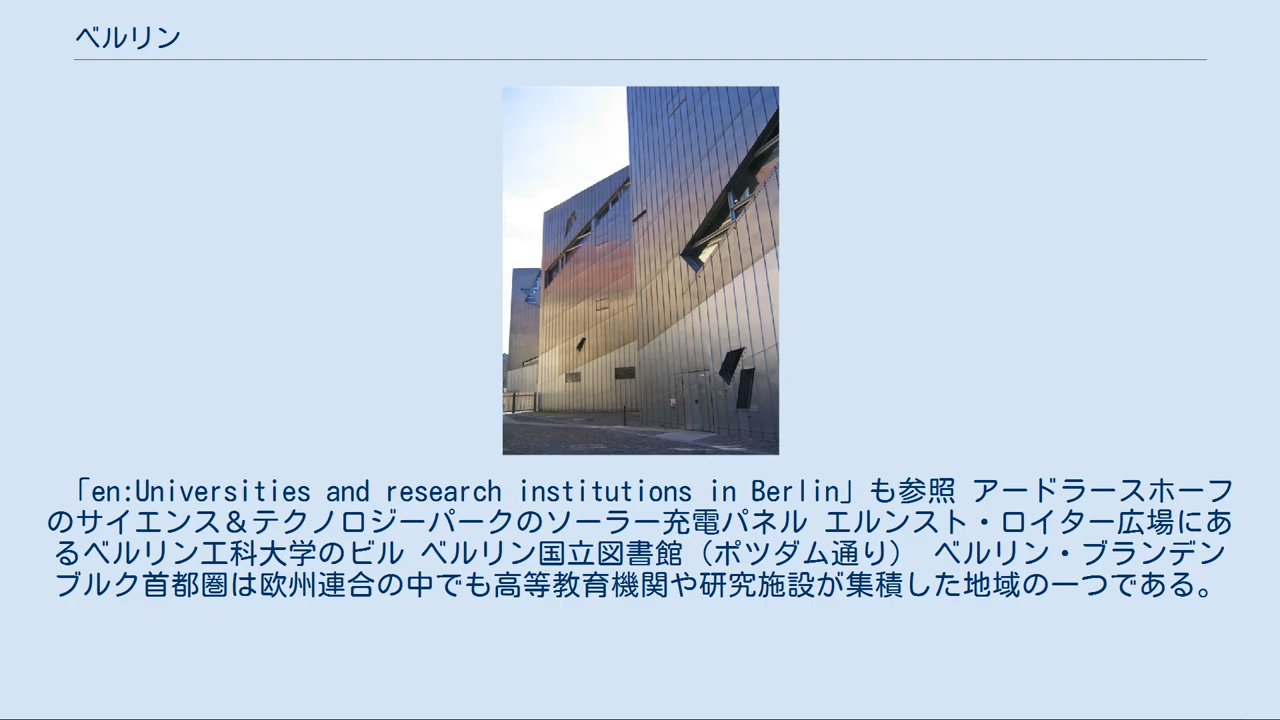 ベルリン
「en:Universities and research institutions in Berlin」も参照 アードラースホーフ
のサイエンス＆テクノロジーパークのソーラー充電パネル エルンスト・ロイター広場にあ
るベルリン工科大学のビル ベルリン国立図書館（ポツダム通り） ベルリン・ブランデン
ブルク首都圏は欧州連合の中でも高等教育機関や研究施設が集積した地域の一つである。